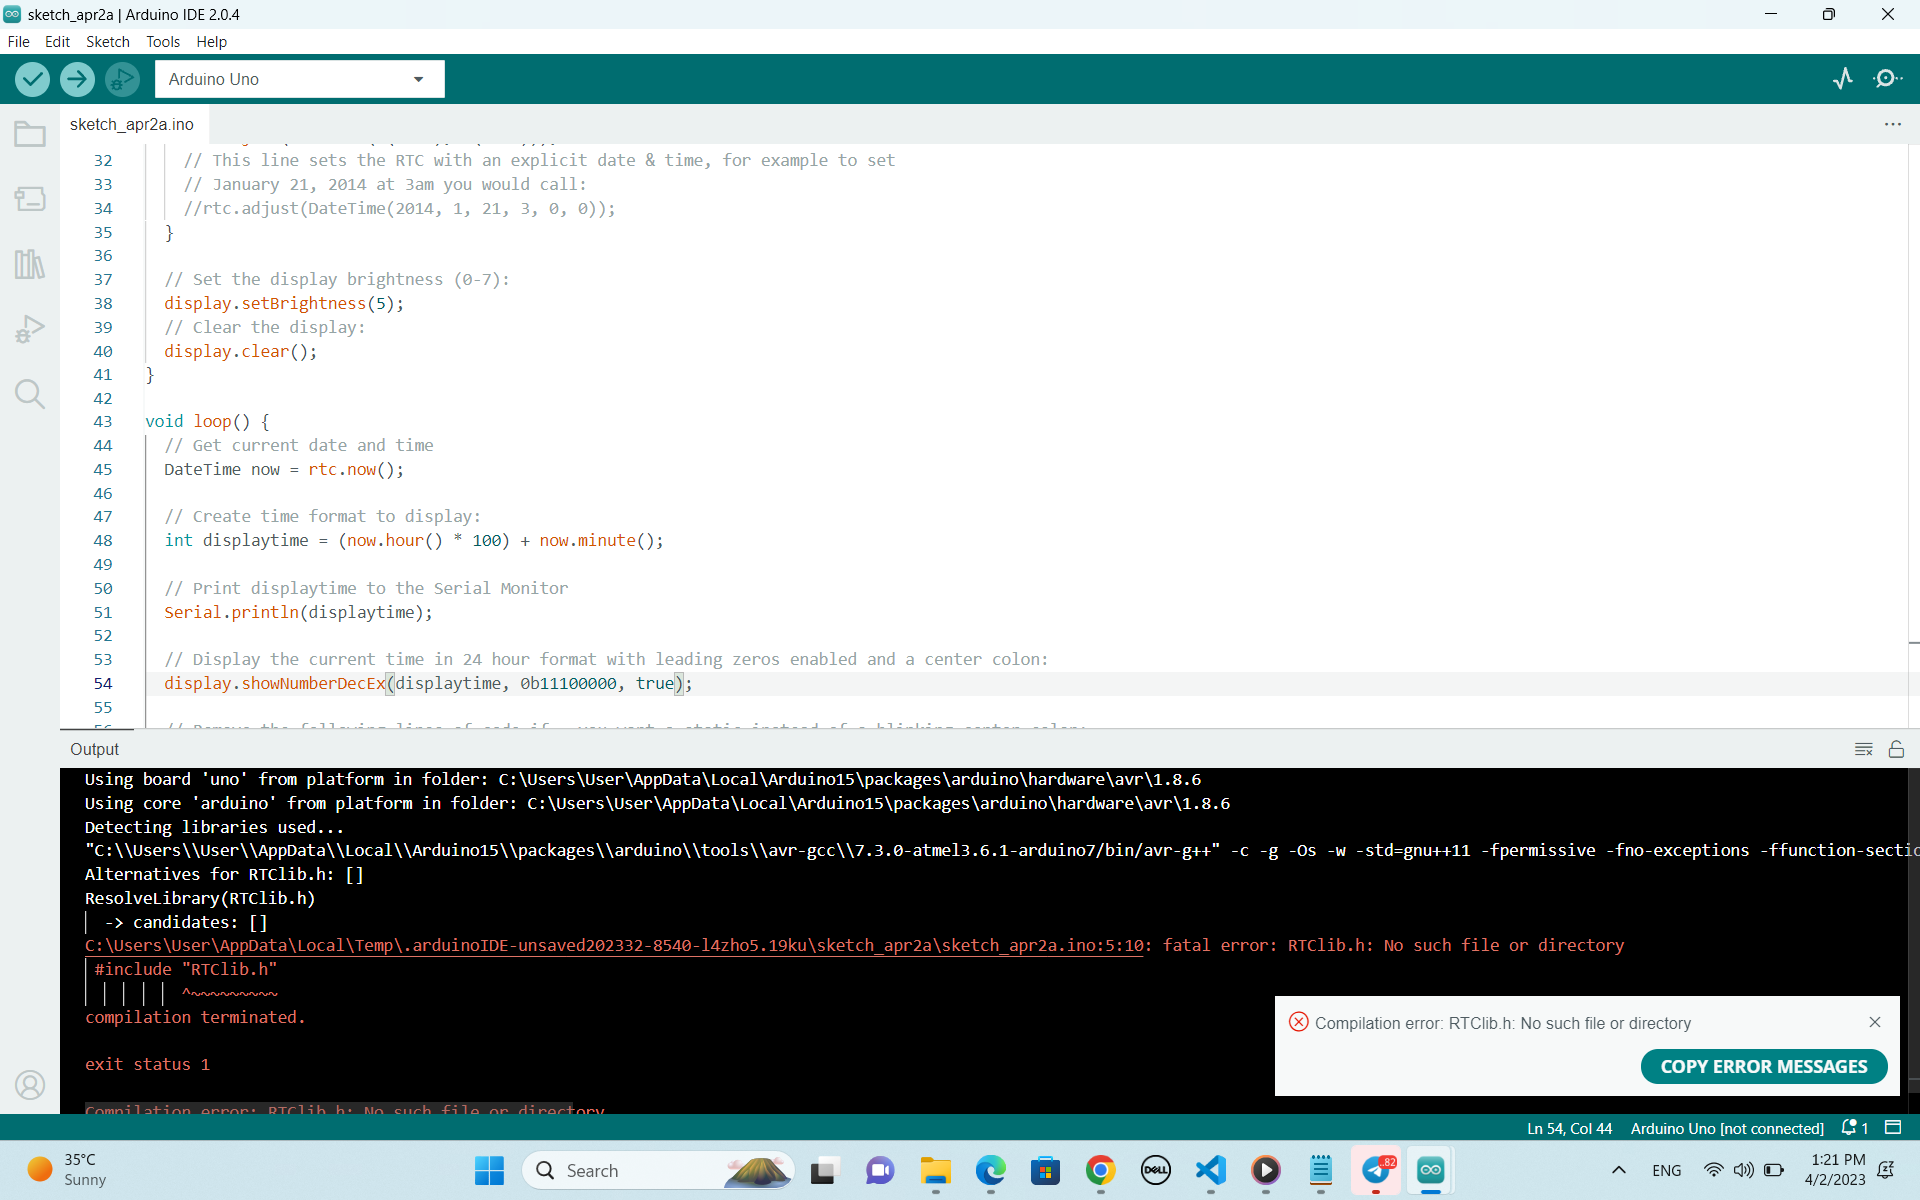 sketch_apr2a | Arduino IDE 2.0.4
File Edit Sketch Tools Help
Arduino Uno
sketch_apr2a.ino
32 // This line sets the RTC with an explicit date & time, for example to set
33 // January 21, 2014 at 3am you would call:
34 //rtc.adjust(DateTime(2014, 1, 21, 3, 0, 0));
35 }
36
37 // Set the display brightness (0-7):
38 display.setBrightness(5);
39 // Clear the display:
40 display.clear();
41 }
42
43 void loop() {
44 // Get current date and time
45 DateTime now = rtc.now();
46
47 // Create time format to display:
48 int displaytime = (now.hour() * 100) + now.minute();
49
50 // Print displaytime to the Serial Monitor
51 Serial.println(displaytime);
52
53 // Display the current time in 24 hour format with leading zeros enabled and a center colon:
54 display.showNumberDecEx(displaytime, 0b11100000, true);
55
Output
Using board 'uno' from platform in folder: C:\Users\User\AppData\Local\Arduino15\packages\arduino\hardware\avr\1.8.6
Using core 'arduino' from platform in folder: C:\Users\User\AppData\Local\Arduino15\packages\arduino\hardware\avr\1.8.6
Detecting libraries used...
"C:\\Users\\User\\AppData\\Local\\Arduino15\\packages\\arduino\\tools\\avr-gcc\\7.3.0-atmel3.6.1-arduino7/bin/avr-g++" -c -g -Os -w -std=gnu++11 -fpermissive -fno-exceptions -ffunction-sectio
Alternatives for RTClib.h: []
ResolveLibrary(RTClib.h)
-> candidates: []
C:\Users\User\AppData\Local\Temp\.arduinoIDE-unsaved202332-8540-l4zho5.19ku\sketch_apr2a\sketch_apr2a.ino:5:10: fatal error: RTClib.h: No such file or directory
#include "RTClib.h"
^~~~~~~~~~
compilation terminated.
exit status 1
Compilation error: RTClib.h: No such file or directory
Compilation error: RTClib.h: No such file or directory
COPY ERROR MESSAGES
Ln 54, Col 44 Arduino Uno [not connected] 1
35°C
Sunny
Search
DELL
82
ENG
1:21 PM
4/2/2023